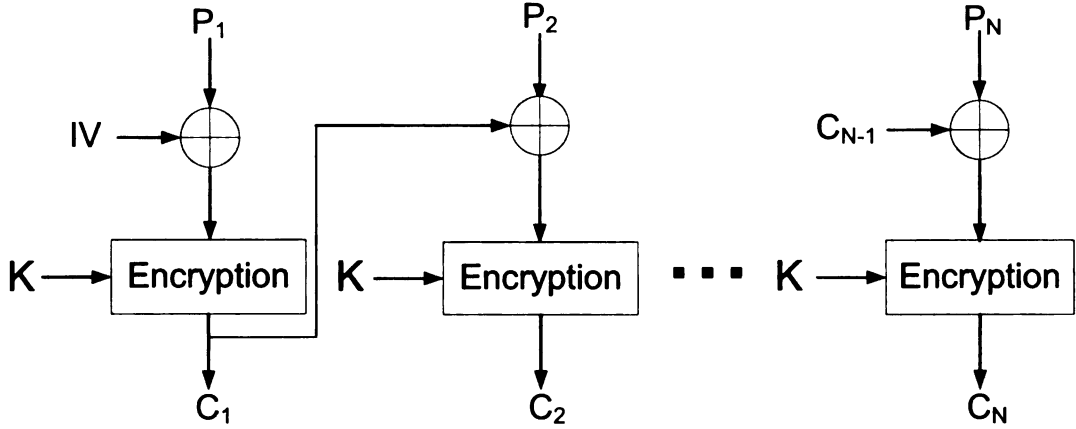 P1 P2 PN
IV CN-1
K Encryption K Encryption ... K Encryption
C1 C2 CN